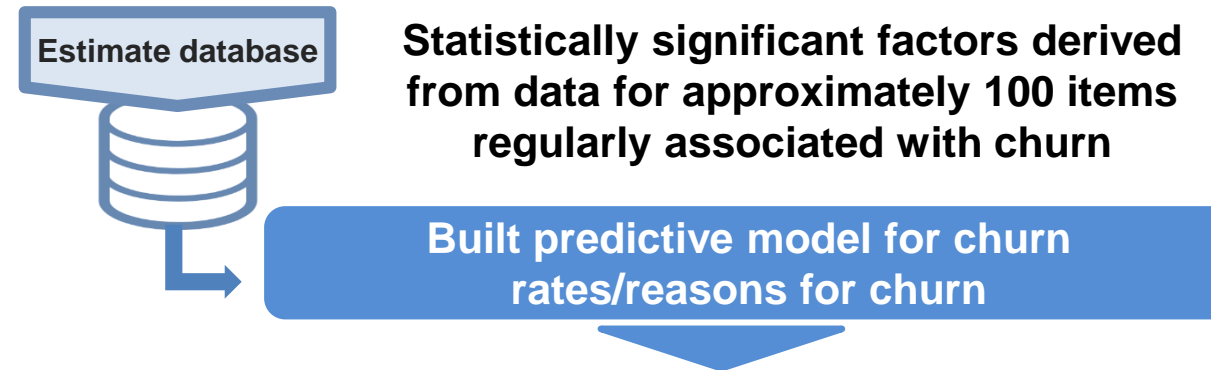 Estimate database
Statistically significant factors derived
from data for approximately 100 items
regularly associated with churn
Built predictive model for churn
rates/reasons for churn